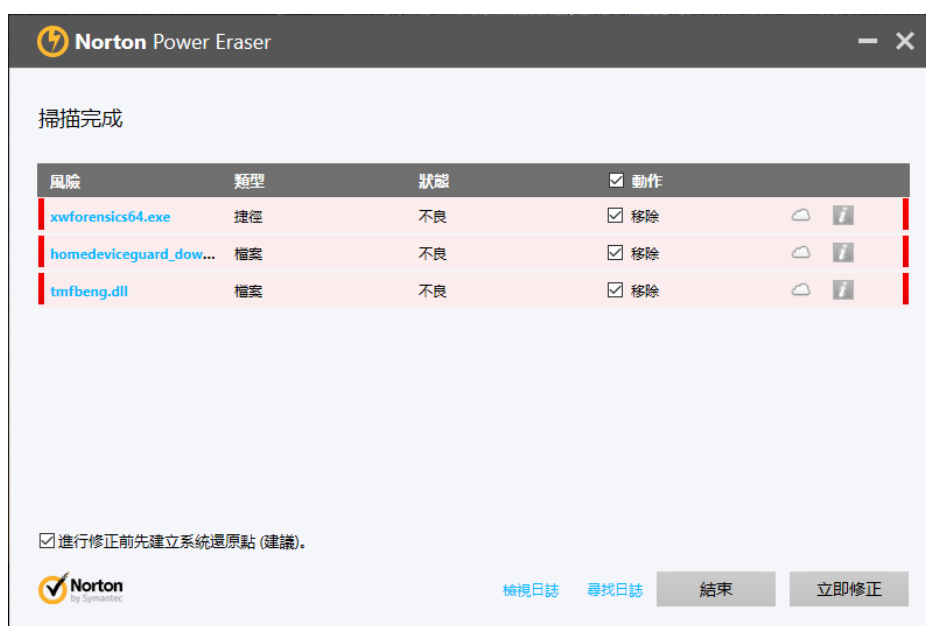 Norton Power Eraser
掃描完成
風險 類型 狀態 動作
xwforensics64.exe 捷徑 不良 移除
homedeviceguard_dow... 檔案 不良 移除
tmfbeng.dll 檔案 不良 移除
進行修正前先建立系統還原點 (建議)。
Norton
by Symantec
檢視日誌 尋找日誌 結束 立即修正